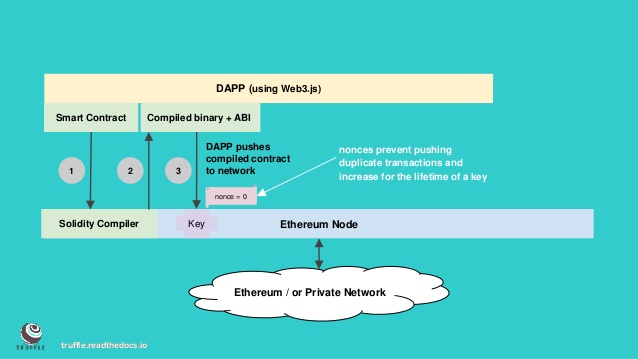 DAPP (using Web3.js)
Smart Contract
Compiled binary + ABI
1
2
3
DAPP pushes
compiled contract
to network
nonces prevent pushing
duplicate transactions and
increase for the lifetime of a key
nonce = 0
Solidity Compiler
Key
Ethereum Node
Ethereum / or Private Network
TRUFFLE
truffle.readthedocs.io